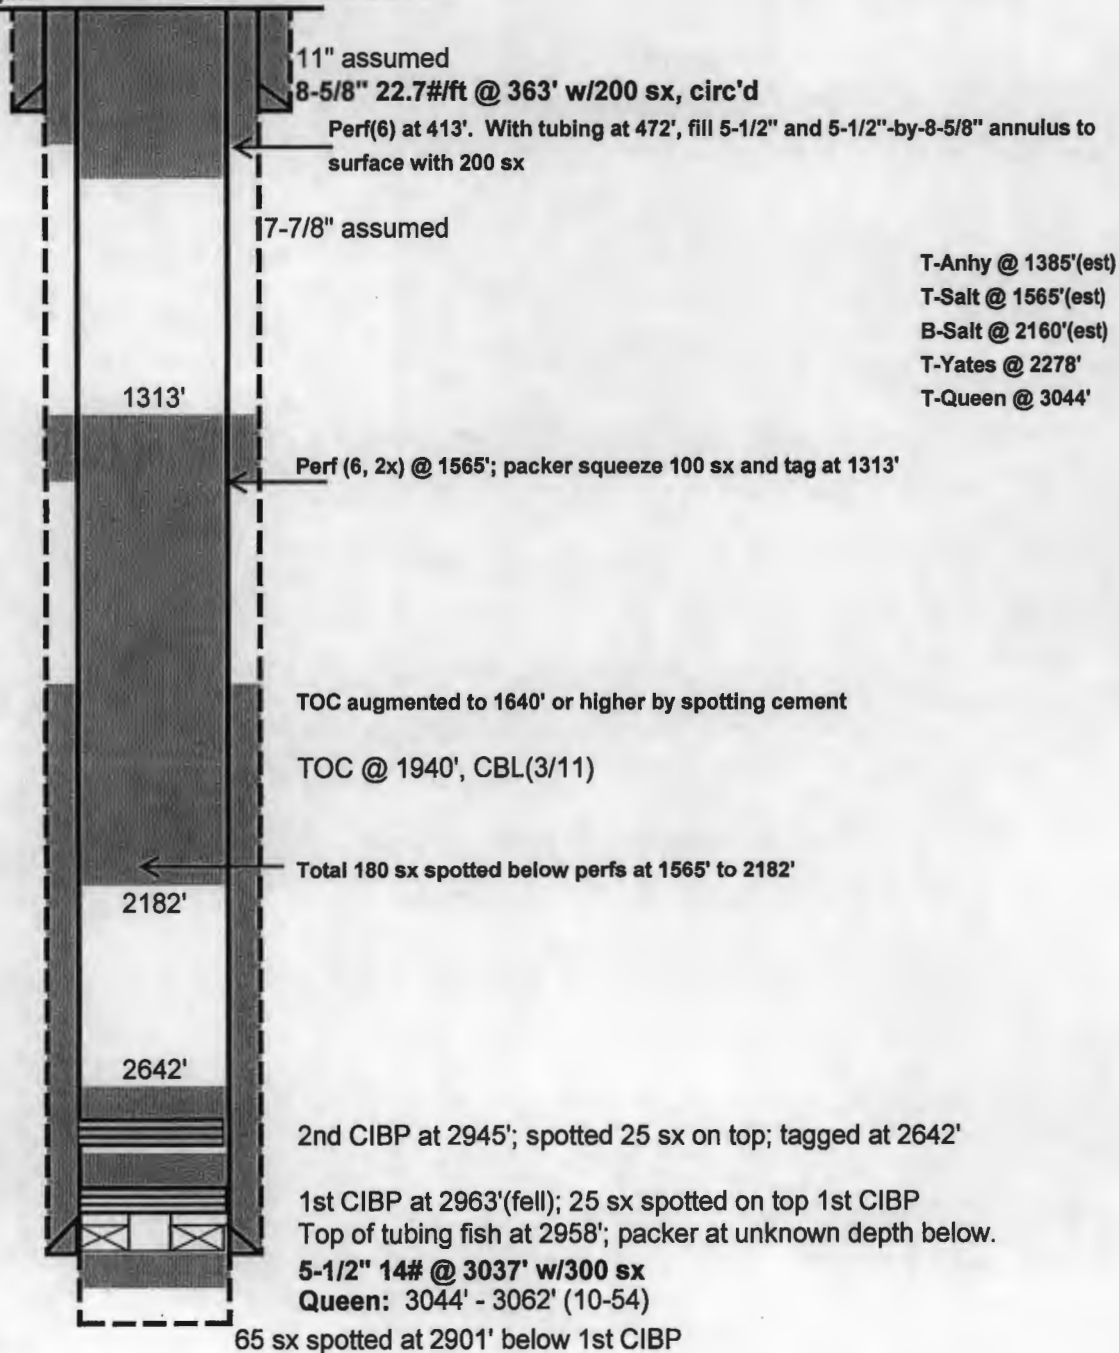 11" assumed
8-5/8" 22.7#/ft @ 363' w/200 sx, circ'd
Perf(6) at 413'. With tubing at 472', fill 5-1/2" and 5-1/2"-by-8-5/8" annulus to
surface with 200 sx
7-7/8" assumed
T-Anhy @ 1385'(est)
T-Salt @ 1565'(est)
B-Salt @ 2160'(est)
T-Yates @ 2278'
T-Queen @ 3044'
1313'
Perf (6, 2x) @ 1565'; packer squeeze 100 sx and tag at 1313'
TOC augmented to 1640' or higher by spotting cement
TOC @ 1940', CBL(3/11)
Total 180 sx spotted below perfs at 1565' to 2182'
2182'
2642'
2nd CIBP at 2945'; spotted 25 sx on top; tagged at 2642'
1st CIBP at 2963'(fell); 25 sx spotted on top 1st CIBP
Top of tubing fish at 2958'; packer at unknown depth below.
5-1/2" 14# @ 3037' w/300 sx
Queen: 3044' - 3062' (10-54)
65 sx spotted at 2901' below 1st CIBP